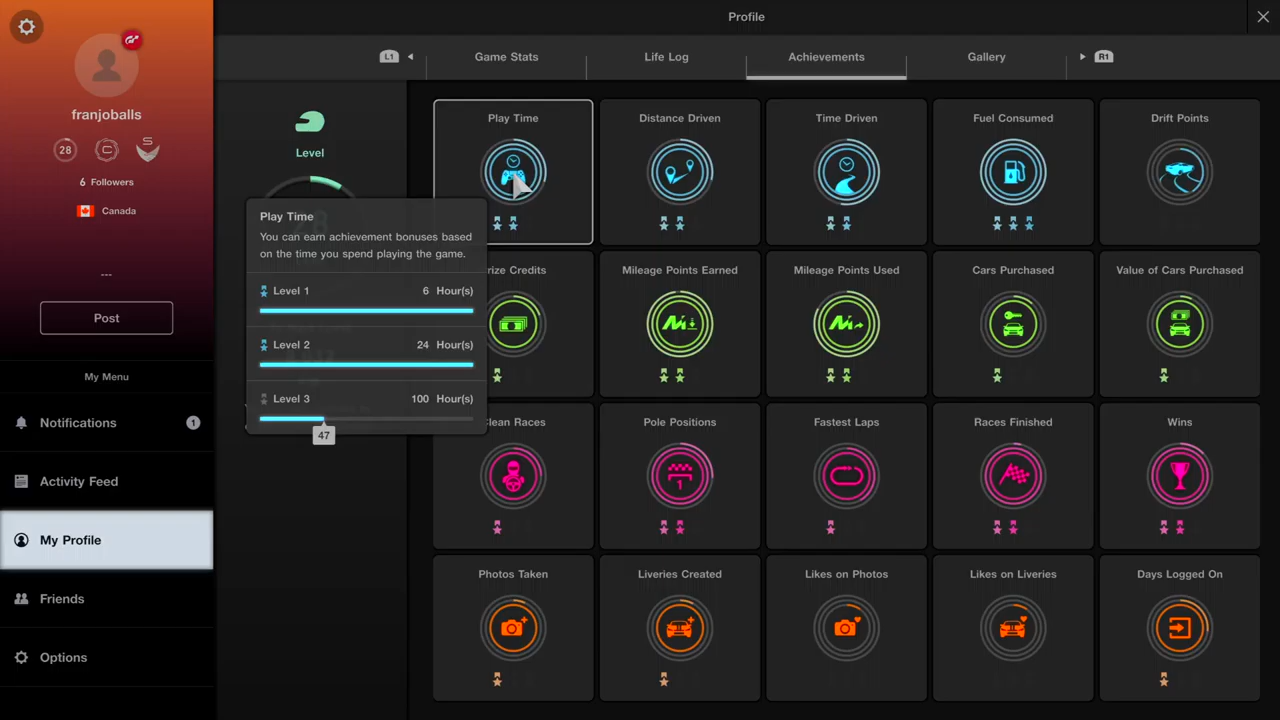 Profile
L1
Game Stats
Life Log
Achievements
Gallery
R1
franjoballs
28
C
S
6 Followers
Canada
---
Post
My Menu
Notifications
1
Activity Feed
My Profile
Friends
Options
Level
Play Time
You can earn achievement bonuses based
on the time you spend playing the game.
Level 1 6 Hour(s)
Level 2 24 Hour(s)
Level 3 100 Hour(s)
47
Play Time
Distance Driven
Time Driven
Fuel Consumed
Drift Points
rize Credits
Mileage Points Earned
Mileage Points Used
Cars Purchased
Value of Cars Purchased
lean Races
Pole Positions
1
Fastest Laps
Races Finished
Wins
Photos Taken
Liveries Created
Likes on Photos
Likes on Liveries
Days Logged On